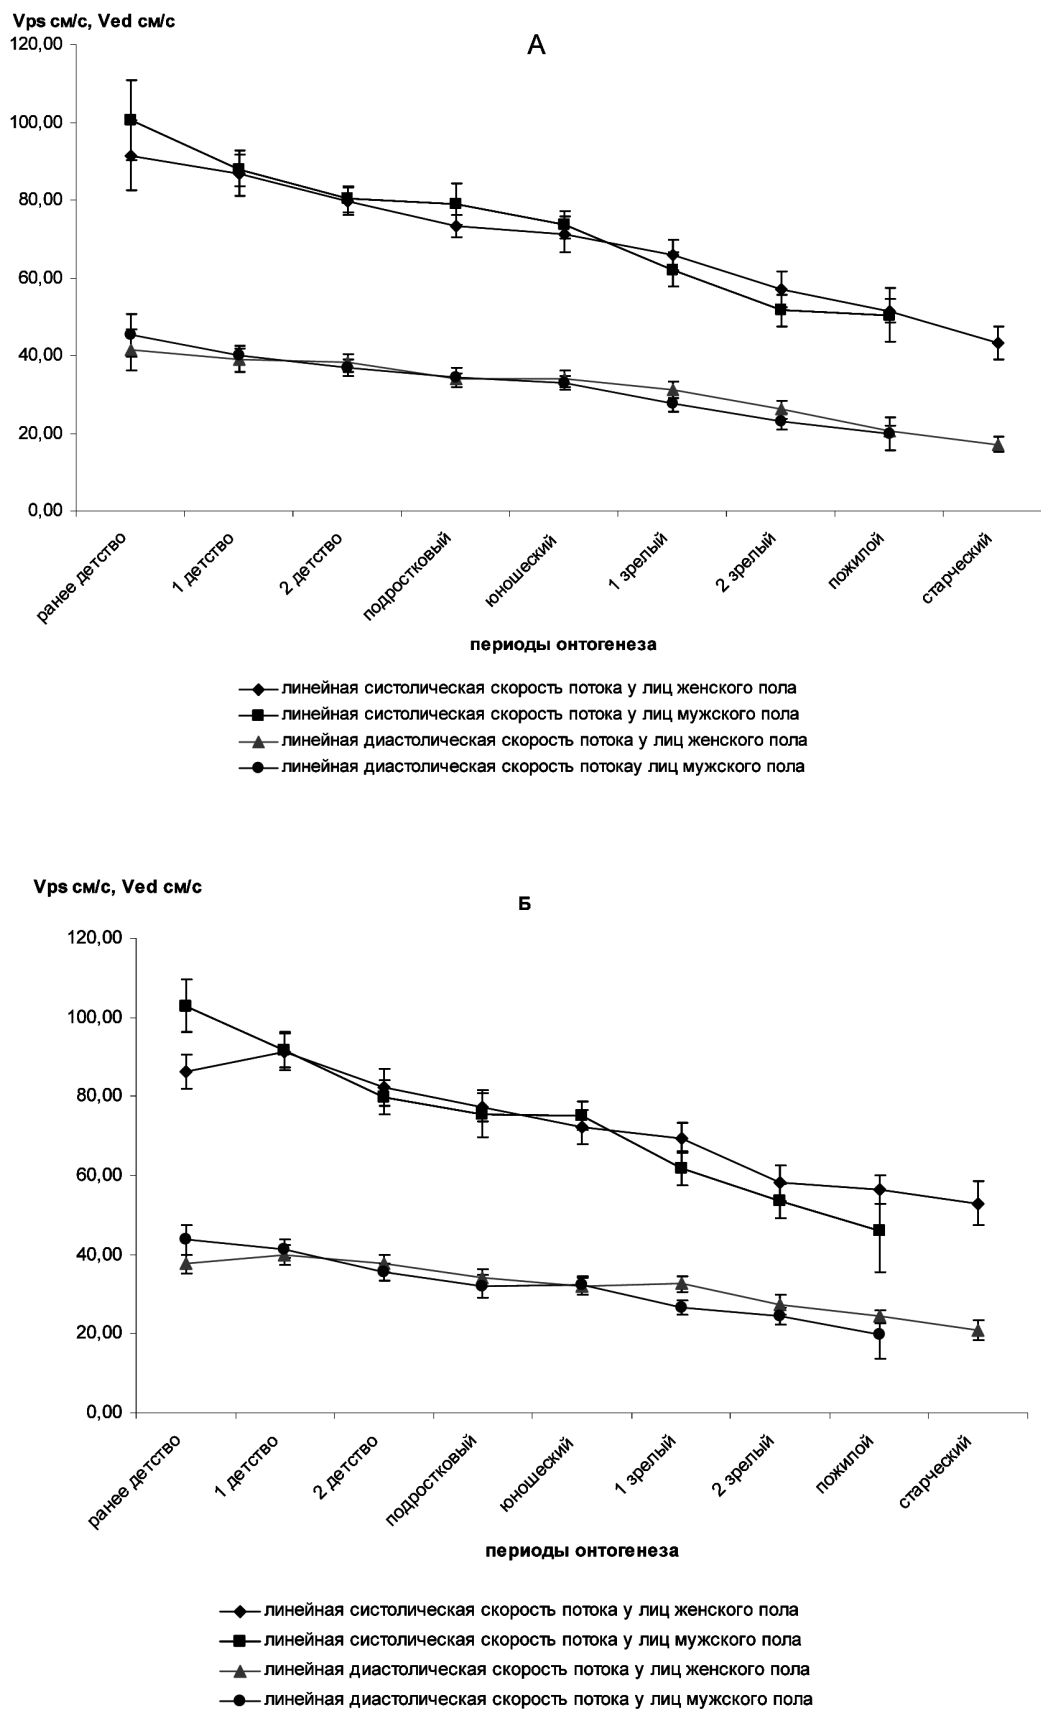 Vps см/с, Ved см/с
А
120,00
100,00
80,00
60,00
40,00
20,00
0,00
ранее детство
1 детство
2 детство
подростковый
юношеский
1 зрелый
2 зрелый
пожилой
старческий
периоды онтогенеза
линейная систолическая скорость потока у лиц женского пола
линейная систолическая скорость потока у лиц мужского пола
линейная диастолическая скорость потока у лиц женского пола
линейная диастолическая скорость потокау лиц мужского пола
Vps см/с, Ved см/с
Б
120,00
100,00
80,00
60,00
40,00
20,00
0,00
ранее детство
1 детство
2 детство
подростковый
юношеский
1 зрелый
2 зрелый
пожилой
старческий
периоды онтогенеза
линейная систолическая скорость потока у лиц женского пола
линейная систолическая скорость потока у лиц мужского пола
линейная диастолическая скорость потока у лиц женского пола
линейная диастолическая скорость потока у лиц мужского пола